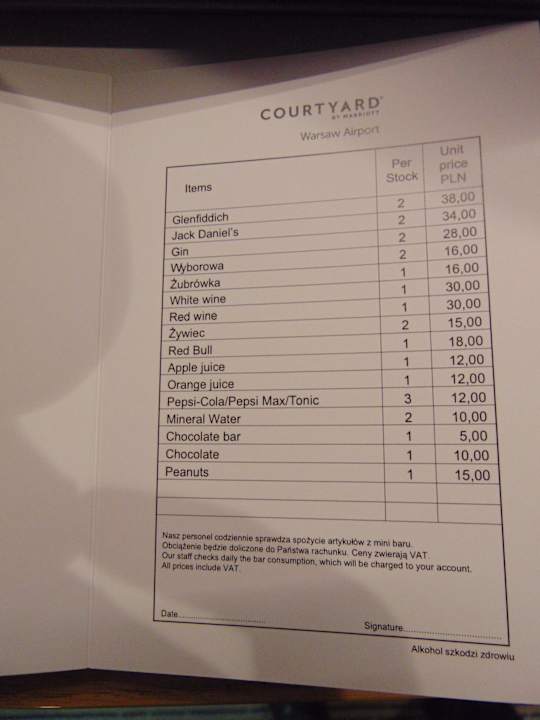 COURTYARD®
BY MARRIOTT
Warsaw Airport
Items Per Stock Unit price PLN
Glenfiddich 2 38,00
Jack Daniel's 2 34,00
Gin 2 28,00
Wyborowa 2 16,00
Żubrówka 1 16,00
White wine 1 30,00
Red wine 1 30,00
Żywiec 2 15,00
Red Bull 1 18,00
Apple juice 1 12,00
Orange juice 1 12,00
Pepsi-Cola/Pepsi Max/Tonic 3 12,00
Mineral Water 2 10,00
Chocolate bar 1 5,00
Chocolate 1 10,00
Peanuts 1 15,00
Nasz personel codziennie sprawdza spożycie artykułów z mini baru.
Obciążenie będzie doliczone do Państwa rachunku. Ceny zwierają VAT.
Our staff checks daily the bar consumption, which will be charged to your account.
All prices include VAT.
Date.............................. Signature..............................
Alkohol szkodzi zdrowiu